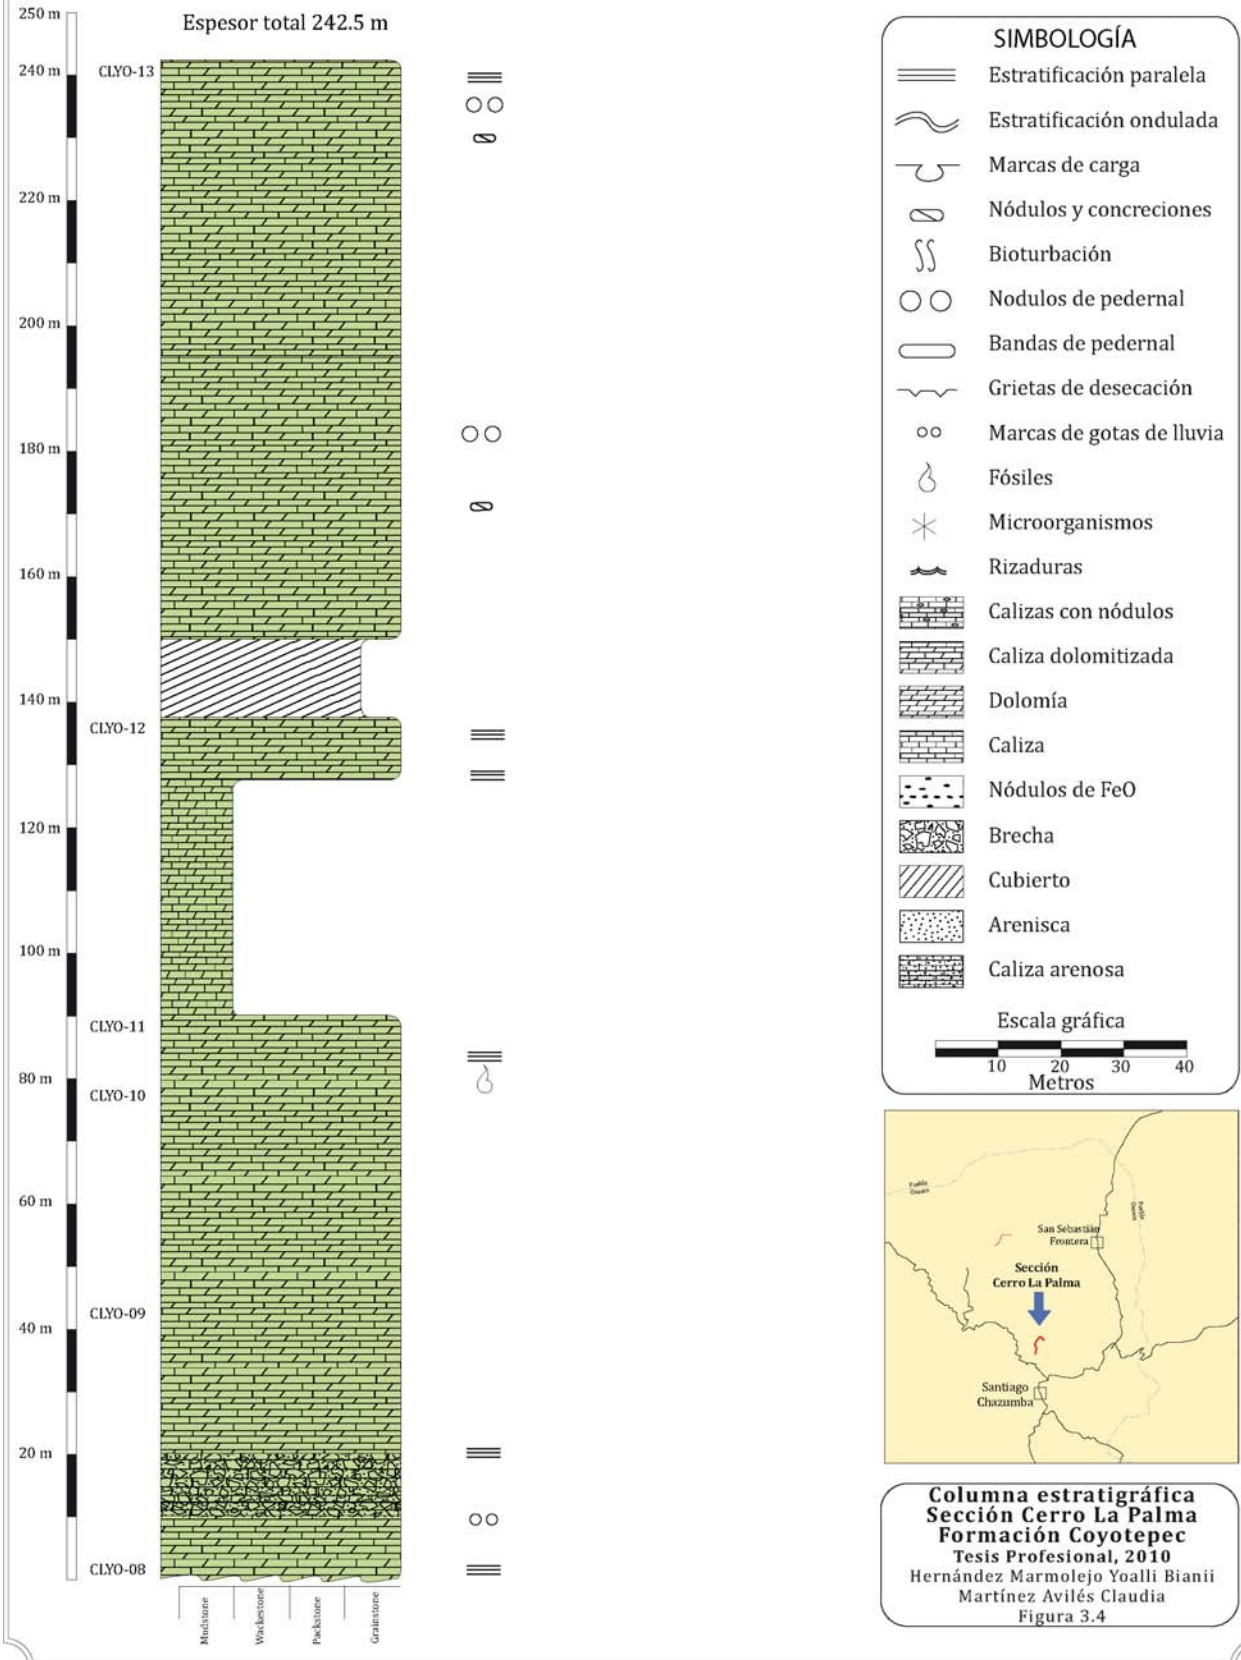 Espesor total 242.5 m
250 m
240 m
220 m
200 m
180 m
160 m
140 m
120 m
100 m
80 m
60 m
40 m
20 m
CLYO-13
CLYO-12
CLYO-11
CLYO-10
CLYO-09
CLYO-08
Mudstone
Wackestone
Packstone
Grainstone
SIMBOLOGÍA
Estratificación paralela
Estratificación ondulada
Marcas de carga
Nódulos y concreciones
Bioturbación
Nodulos de pedernal
Bandas de pedernal
Grietas de desecación
Marcas de gotas de lluvia
Fósiles
Microorganismos
Rizaduras
Calizas con nódulos
Caliza dolomitizada
Dolomía
Caliza
Nódulos de FeO
Brecha
Cubierto
Arenisca
Caliza arenosa
Escala gráfica
10 20 30 40
Metros
Puebla
Oaxaca
Puebla
Oaxaca
San Sebastián
Frontera
Sección
Cerro La Palma
Santiago
Chazumba
Columna estratigráfica
Sección Cerro La Palma
Formación Coyotepec
Tesis Profesional, 2010
Hernández Marmolejo Yoalli Bianii
Martínez Avilés Claudia
Figura 3.4